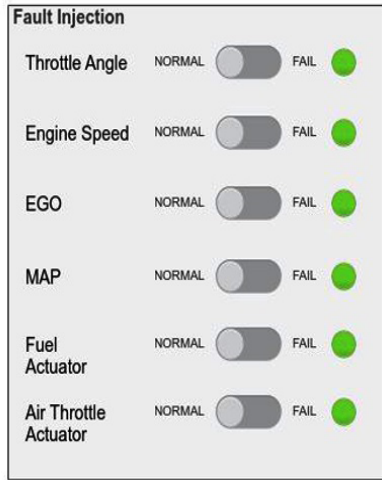 Fault Injection
Throttle Angle NORMAL FAIL
Engine Speed NORMAL FAIL
EGO NORMAL FAIL
MAP NORMAL FAIL
Fuel
Actuator NORMAL FAIL
Air Throttle
Actuator NORMAL FAIL